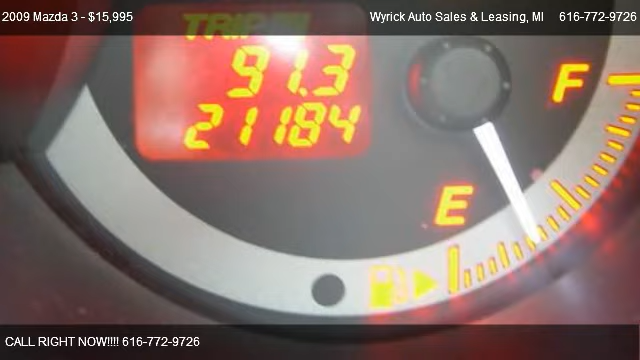 2009 Mazda 3 - $15,995
Wyrick Auto Sales & Leasing, MI 616-772-9726
TRIP
91.3
21184
F
E
CALL RIGHT NOW!!!! 616-772-9726